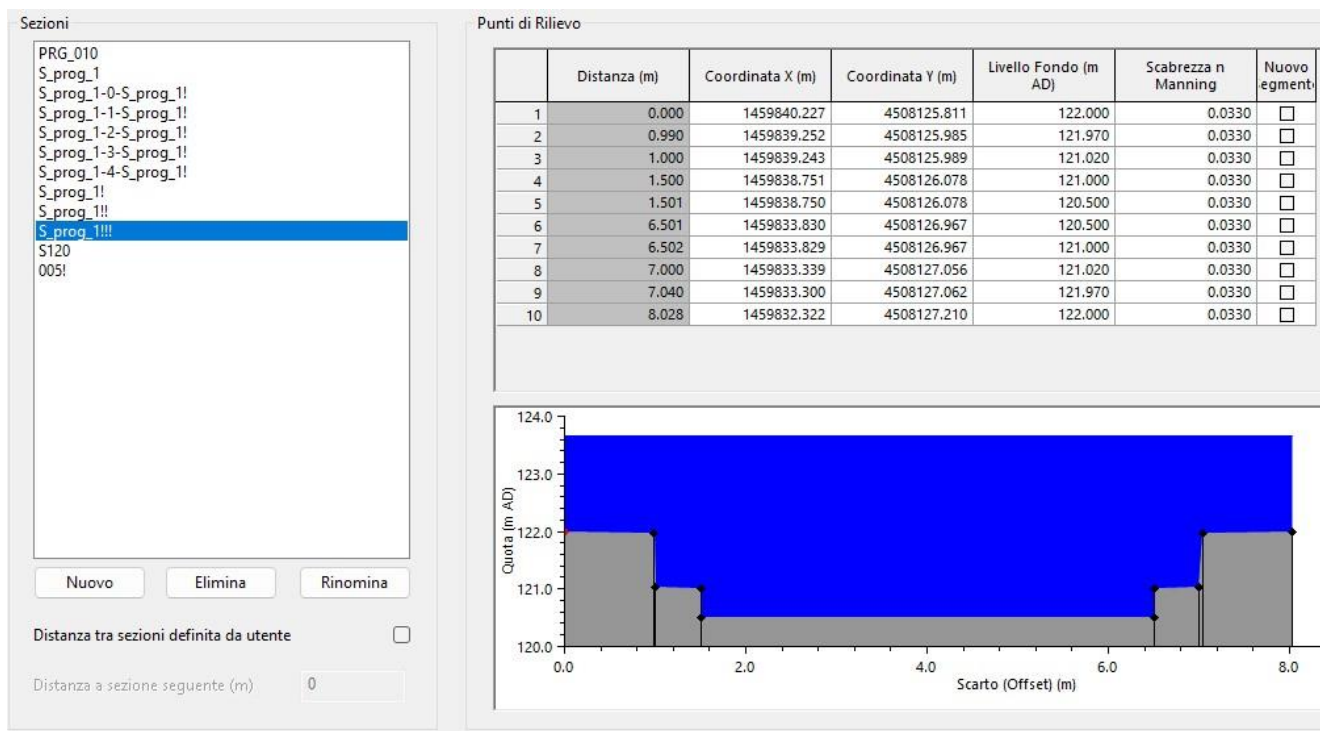 Sezioni
PRG_010
S_prog_1
S_prog_1-0-S_prog_1!
S_prog_1-1-S_prog_1!
S_prog_1-2-S_prog_1!
S_prog_1-3-S_prog_1!
S_prog_1-4-S_prog_1!
S_prog_1!
S_prog_1!!
S_prog_1!!!
S120
005!
Nuovo Elimina Rinomina
Distanza tra sezioni definita da utente
Distanza a sezione seguente (m) 0
Punti di Rilievo
Distanza (m) Coordinata X (m) Coordinata Y (m) Livello Fondo (m AD) Scabrezza n Manning Nuovo egment
1 0.000 1459840.227 4508125.811 122.000 0.0330
2 0.990 1459839.252 4508125.985 121.970 0.0330
3 1.000 1459839.243 4508125.989 121.020 0.0330
4 1.500 1459838.751 4508126.078 121.000 0.0330
5 1.501 1459838.750 4508126.078 120.500 0.0330
6 6.501 1459833.830 4508126.967 120.500 0.0330
7 6.502 1459833.829 4508126.967 121.000 0.0330
8 7.000 1459833.339 4508127.056 121.020 0.0330
9 7.040 1459833.300 4508127.062 121.970 0.0330
10 8.028 1459832.322 4508127.210 122.000 0.0330
Quota (m AD)
124.0
123.0
122.0
121.0
120.0
0.0 2.0 4.0 6.0 8.0
Scarto (Offset) (m)